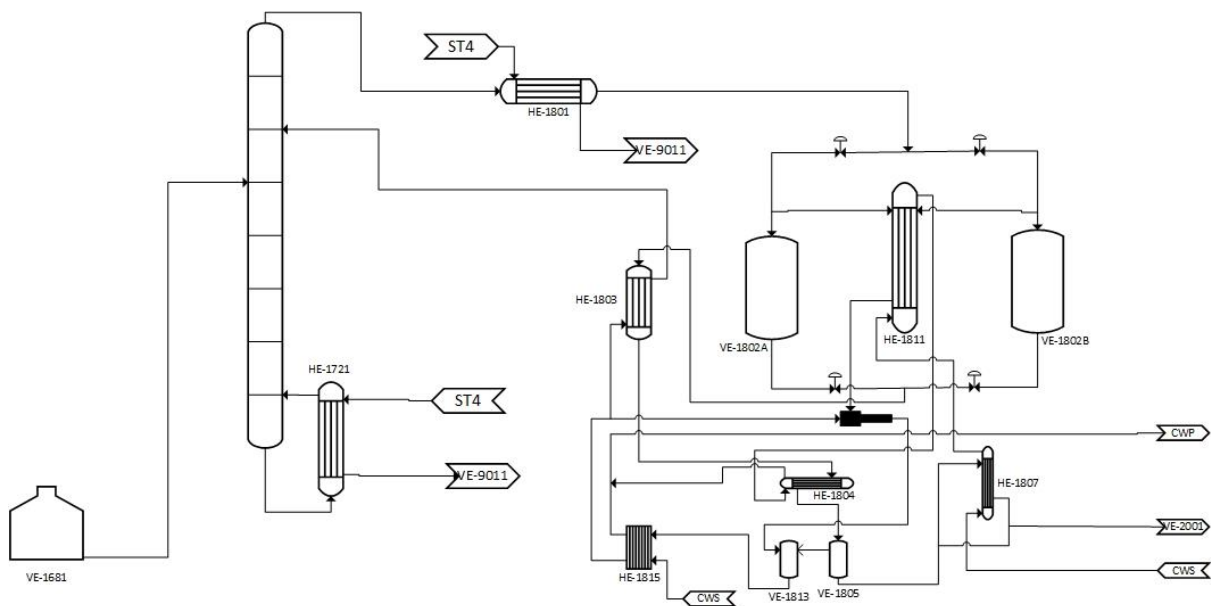 ST4
HE-1801
VE-9011
HE-1803
HE-1811
VE-1802A
VE-1802B
HE-1721
ST4
CWP
HE-1807
VE-9011
HE-1804
VE-2001
VE-1681
HE-1815
CWS
VE-1813
VE-1805
CWS